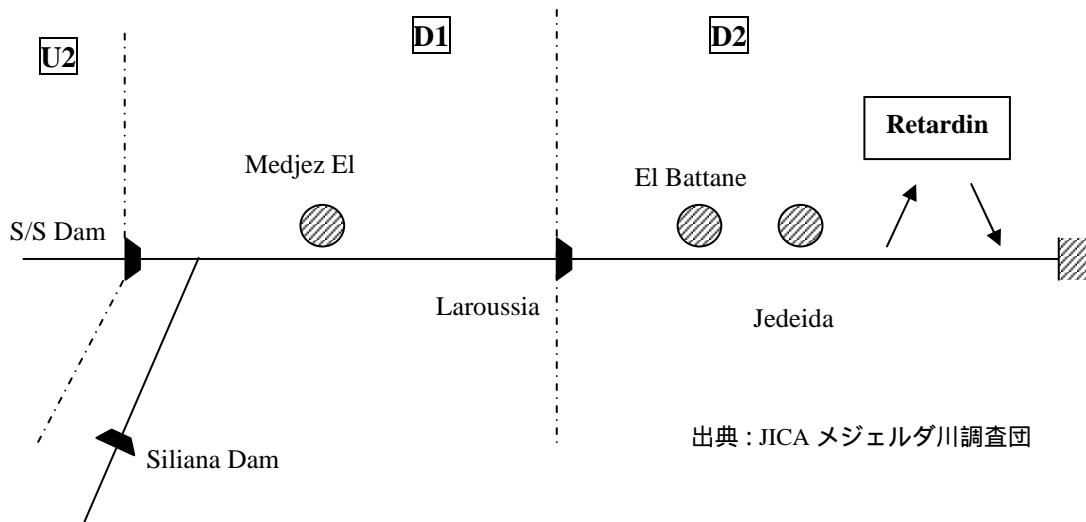 U2
D1
D2
Retardin
Medjez El
El Battane
S/S Dam
Laroussia
Jedeida
出典 : JICA メジェルダ川調査団
Siliana Dam